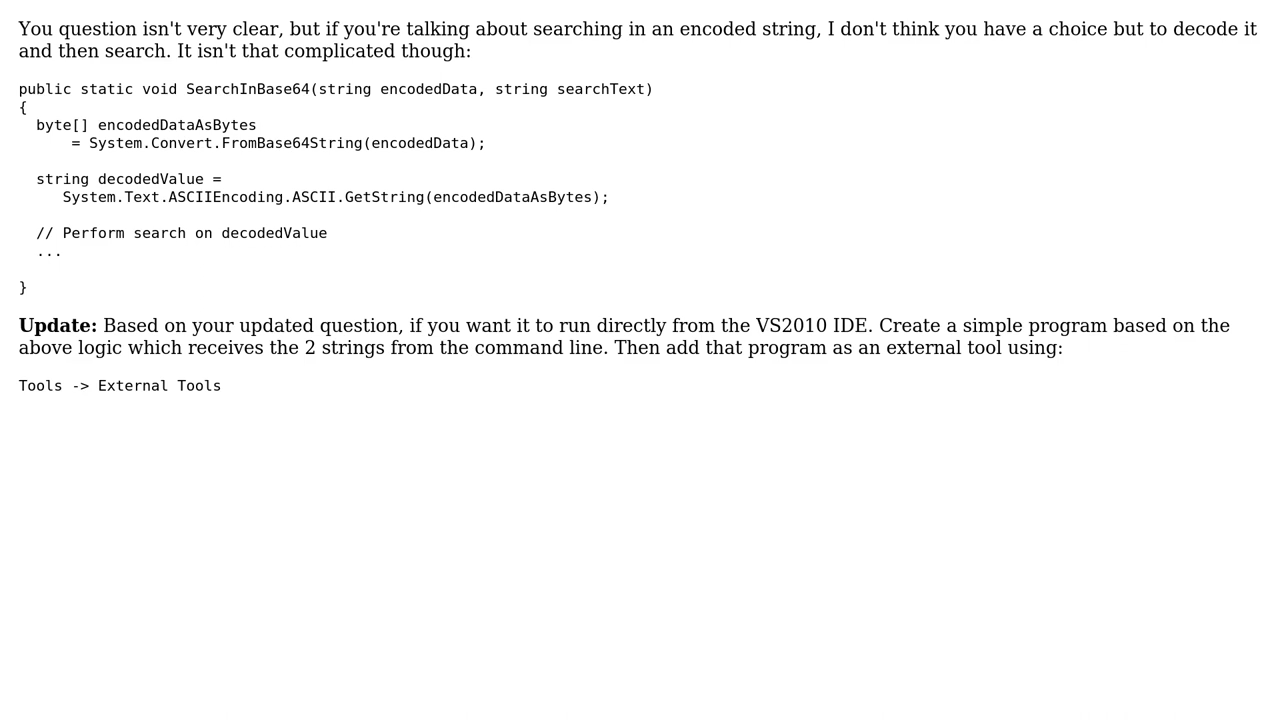 You question isn't very clear, but if you're talking about searching in an encoded string, I don't think you have a choice but to decode it
and then search. It isn't that complicated though:
public static void SearchInBase64(string encodedData, string searchText)
{
  byte[] encodedDataAsBytes
      = System.Convert.FromBase64String(encodedData);
  string decodedValue =
     System.Text.ASCIIEncoding.ASCII.GetString(encodedDataAsBytes);
  // Perform search on decodedValue
  ...
}
Update: Based on your updated question, if you want it to run directly from the VS2010 IDE. Create a simple program based on the
above logic which receives the 2 strings from the command line. Then add that program as an external tool using:
Tools -> External Tools